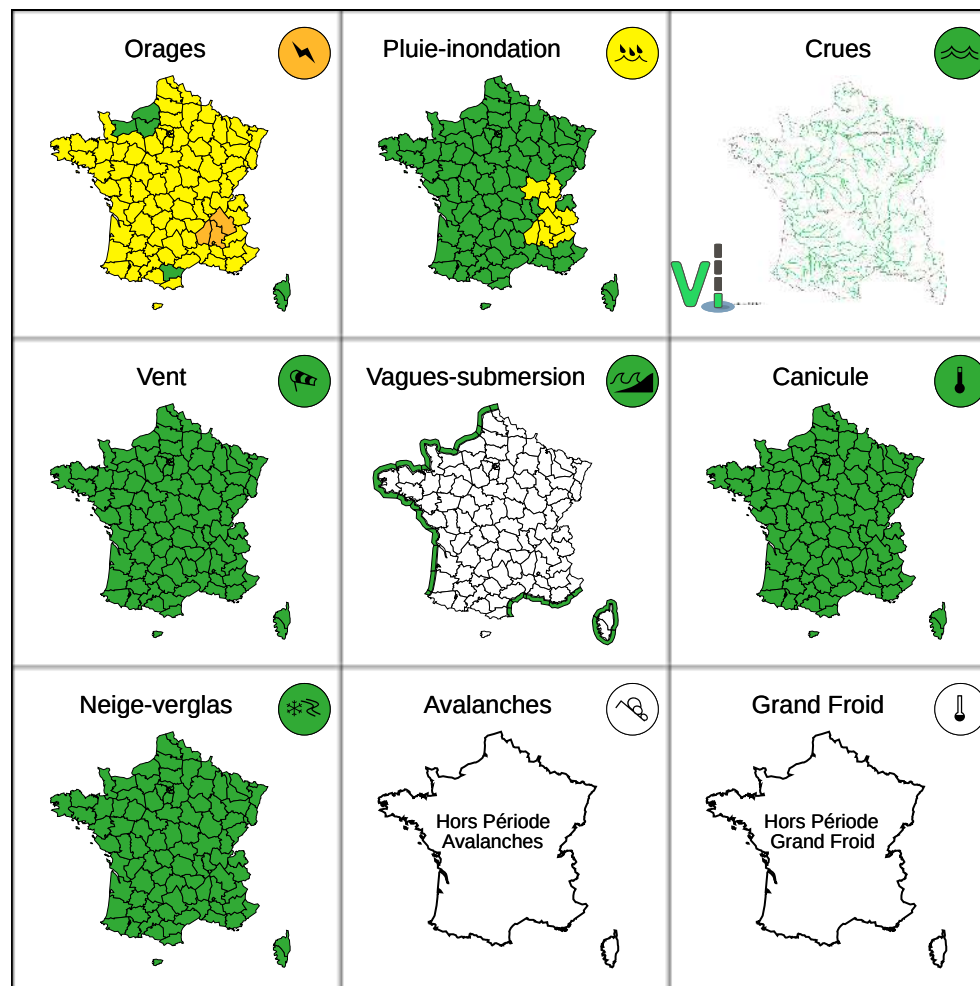 Orages
Pluie-inondation
Crues
Vi
Vent
Vagues-submersion
Canicule
Neige-verglas
Avalanches
Grand Froid
Hors Période
Avalanches
Hors Période
Grand Froid